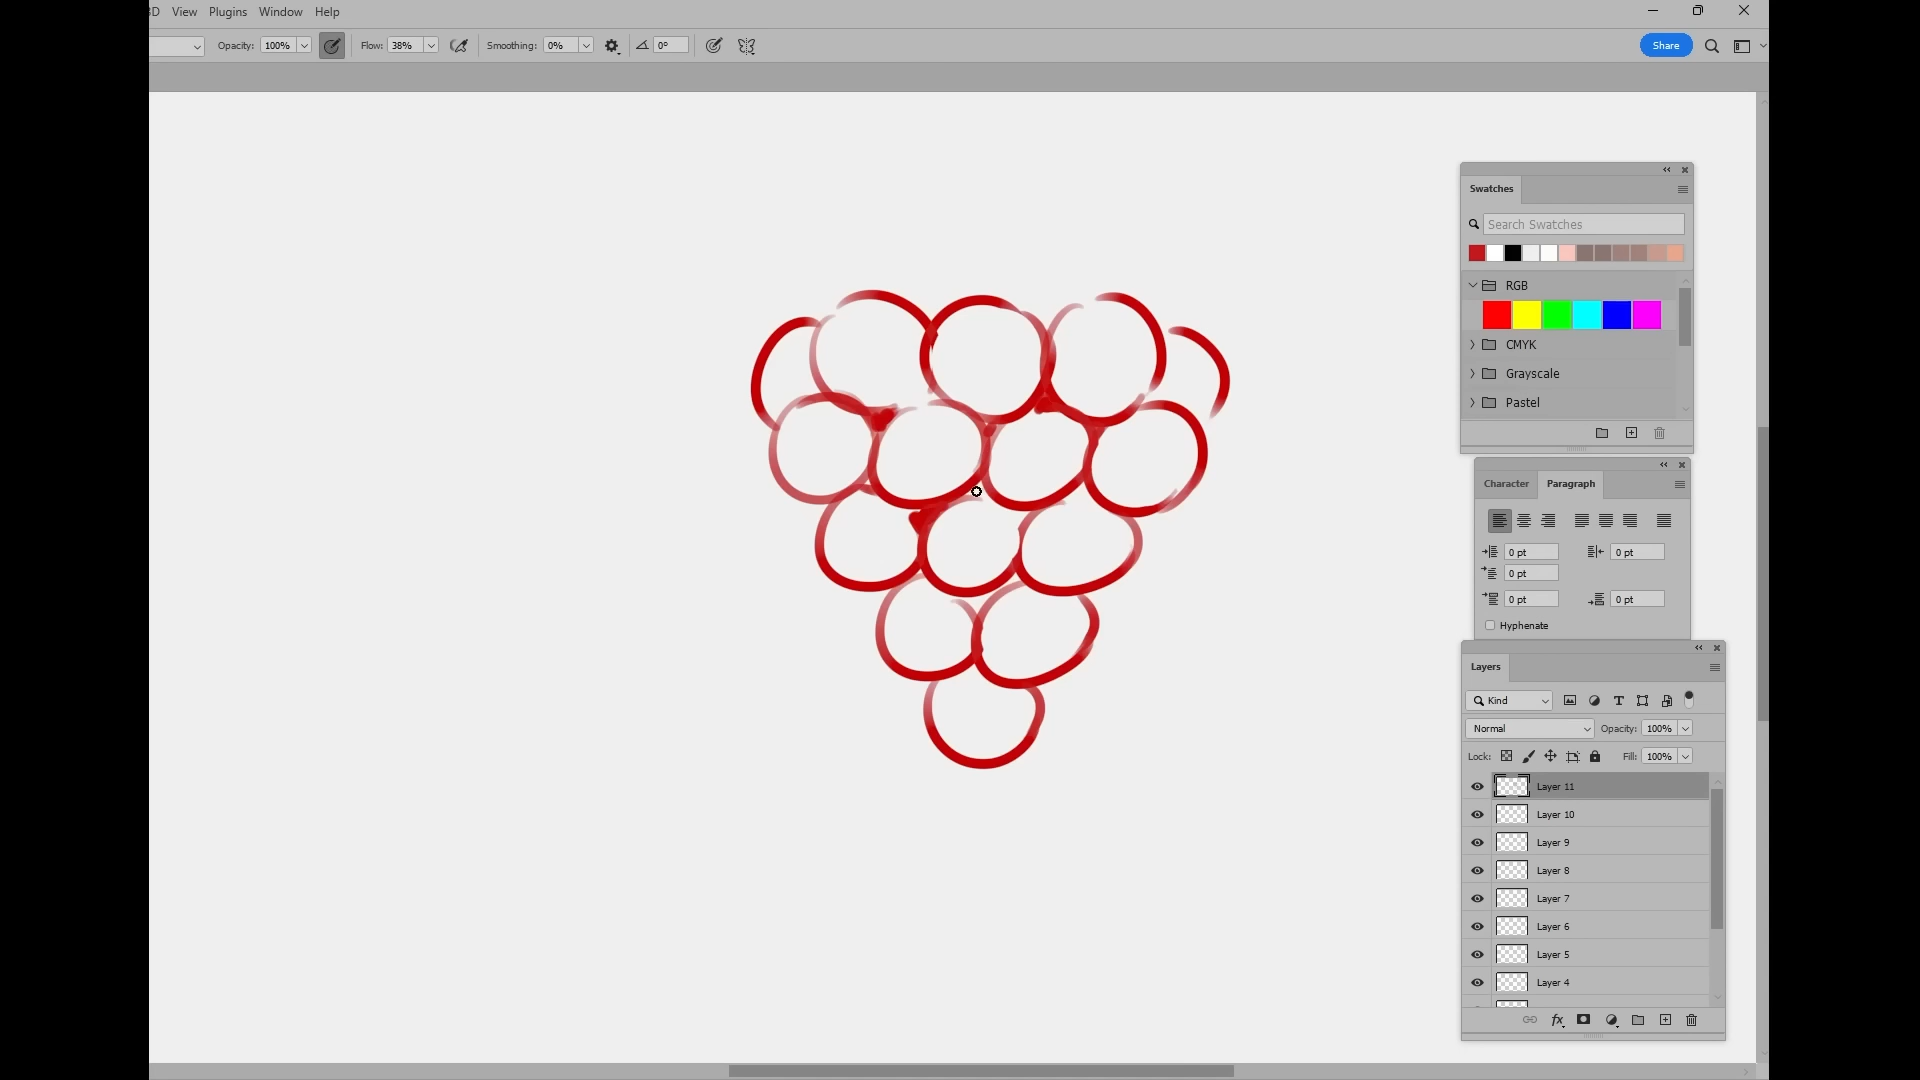 3D View Plugins Window Help
Opacity: 100% Flow: 38% Smoothing: 0% 0° Share
Swatches
Search Swatches
RGB
CMYK
Grayscale
Pastel
Character Paragraph
0 pt 0 pt
0 pt
0 pt 0 pt
Hyphenate
Layers
Kind
Normal Opacity: 100%
Lock: Fill: 100%
Layer 11
Layer 10
Layer 9
Layer 8
Layer 7
Layer 6
Layer 5
Layer 4